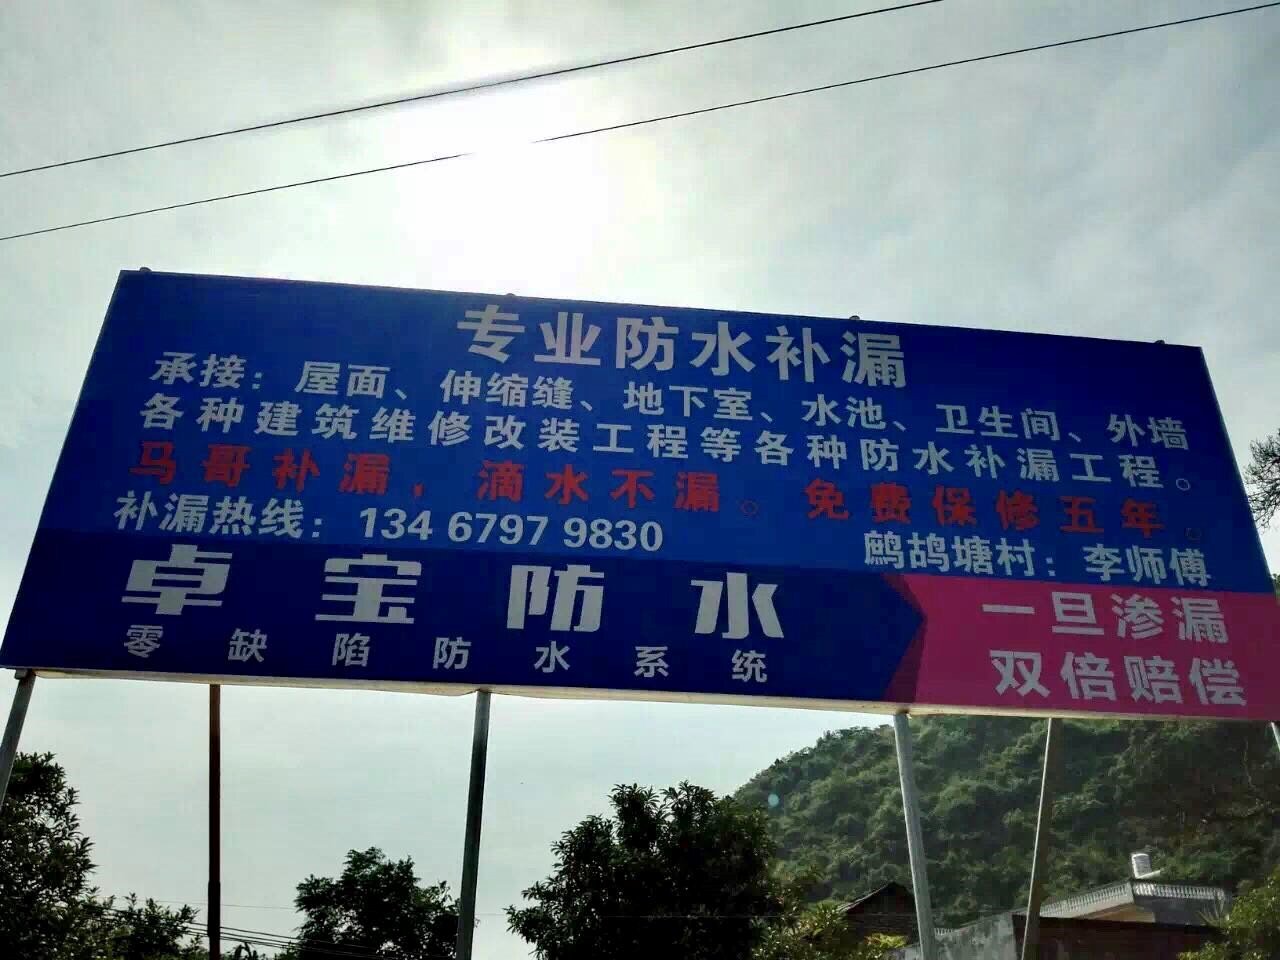 专业防水补漏
承接：屋面、伸缩缝、地下室、水池、卫生间、外墙
各种建筑维修改装工程等各种防水补漏工程。
马哥补漏，滴水不漏。免费保修五年。
补漏热线：134 6797 9830
鹧鸪塘村：李师傅
卓宝防水
零缺陷防水系统
一旦渗漏
双倍赔偿